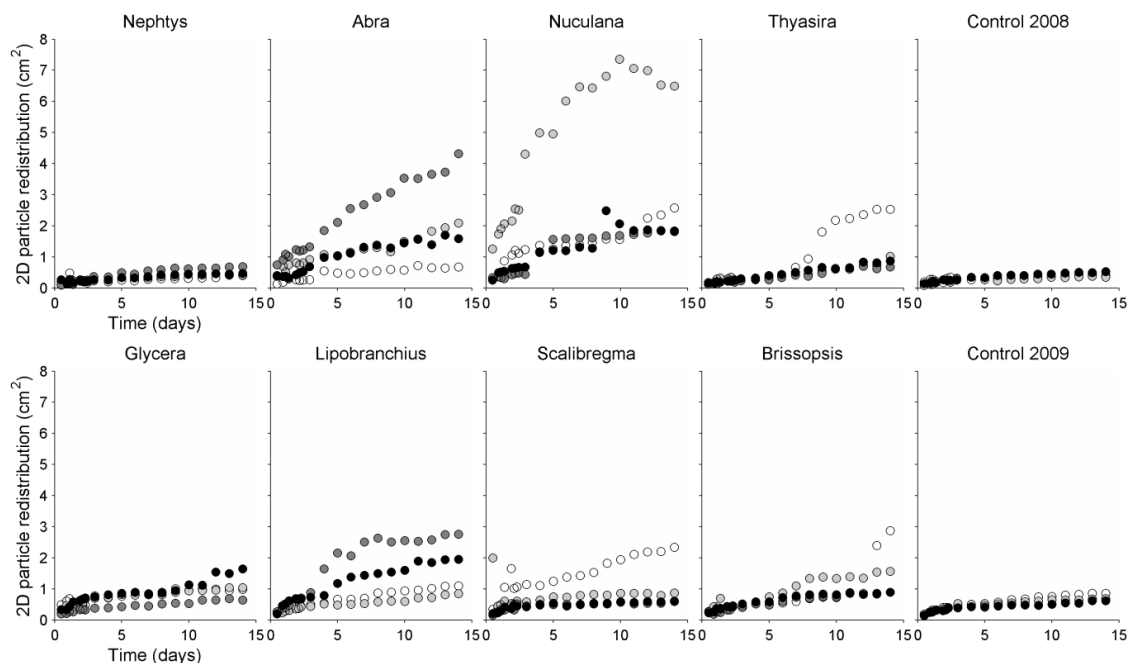 Nephtys Abra Nuculana Thyasira Control 2008
2D particle redistribution (cm²)
8
7
6
5
4
3
2
1
0
0 5 10 15 0 5 10 15 0 5 10 15 0 5 10 15 0 5 10 15
Time (days)
Glycera Lipobranchius Scalibregma Brissopsis Control 2009
2D particle redistribution (cm²)
8
7
6
5
4
3
2
1
0
0 5 10 15 0 5 10 15 0 5 10 15 0 5 10 15 0 5 10 15
Time (days)